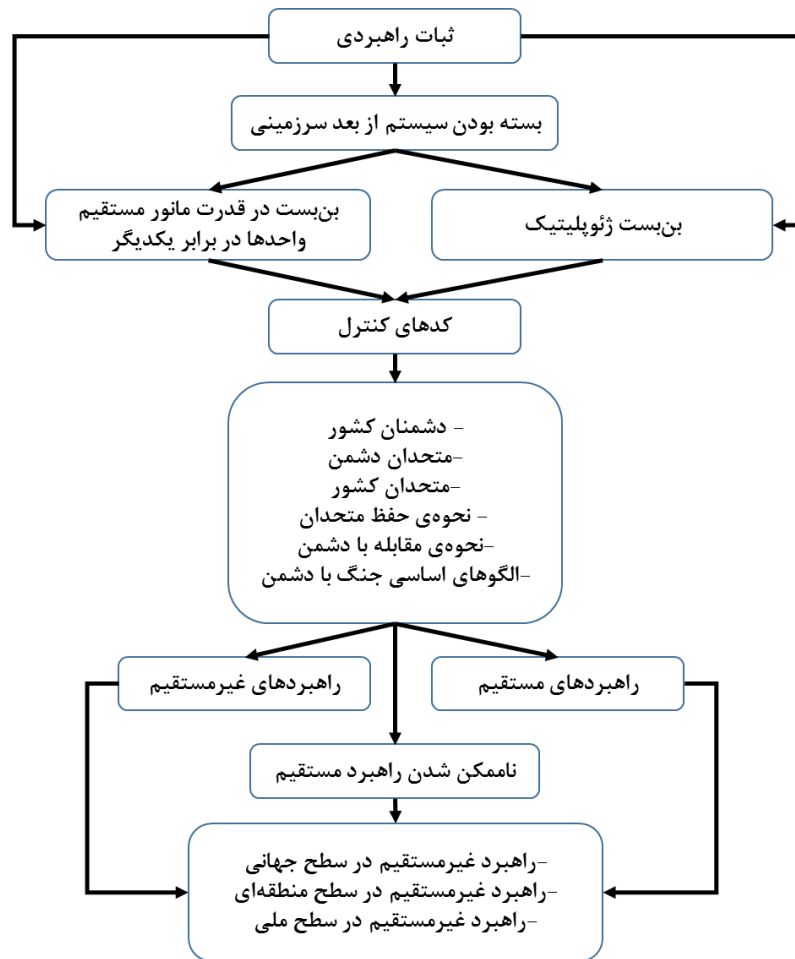 ثبات راهبردی
بسته بودن سیستم از بعد سرزمینی
بن‌بست ژئوپلیتیک
بن‌بست در قدرت مانور مستقیم
واحدها در برابر یکدیگر
کدهای کنترل
- دشمنان کشور
-متحدان دشمن
-متحدان کشور
- نحوه‌ی حفظ متحدان
-نحوه‌ی مقابله با دشمن
-الگوهای اساسی جنگ با دشمن
راهبردهای مستقیم
راهبردهای غیرمستقیم
ناممکن شدن راهبرد مستقیم
-راهبرد غیرمستقیم در سطح جهانی
-راهبرد غیرمستقیم در سطح منطقه‌ای
-راهبرد غیرمستقیم در سطح ملی